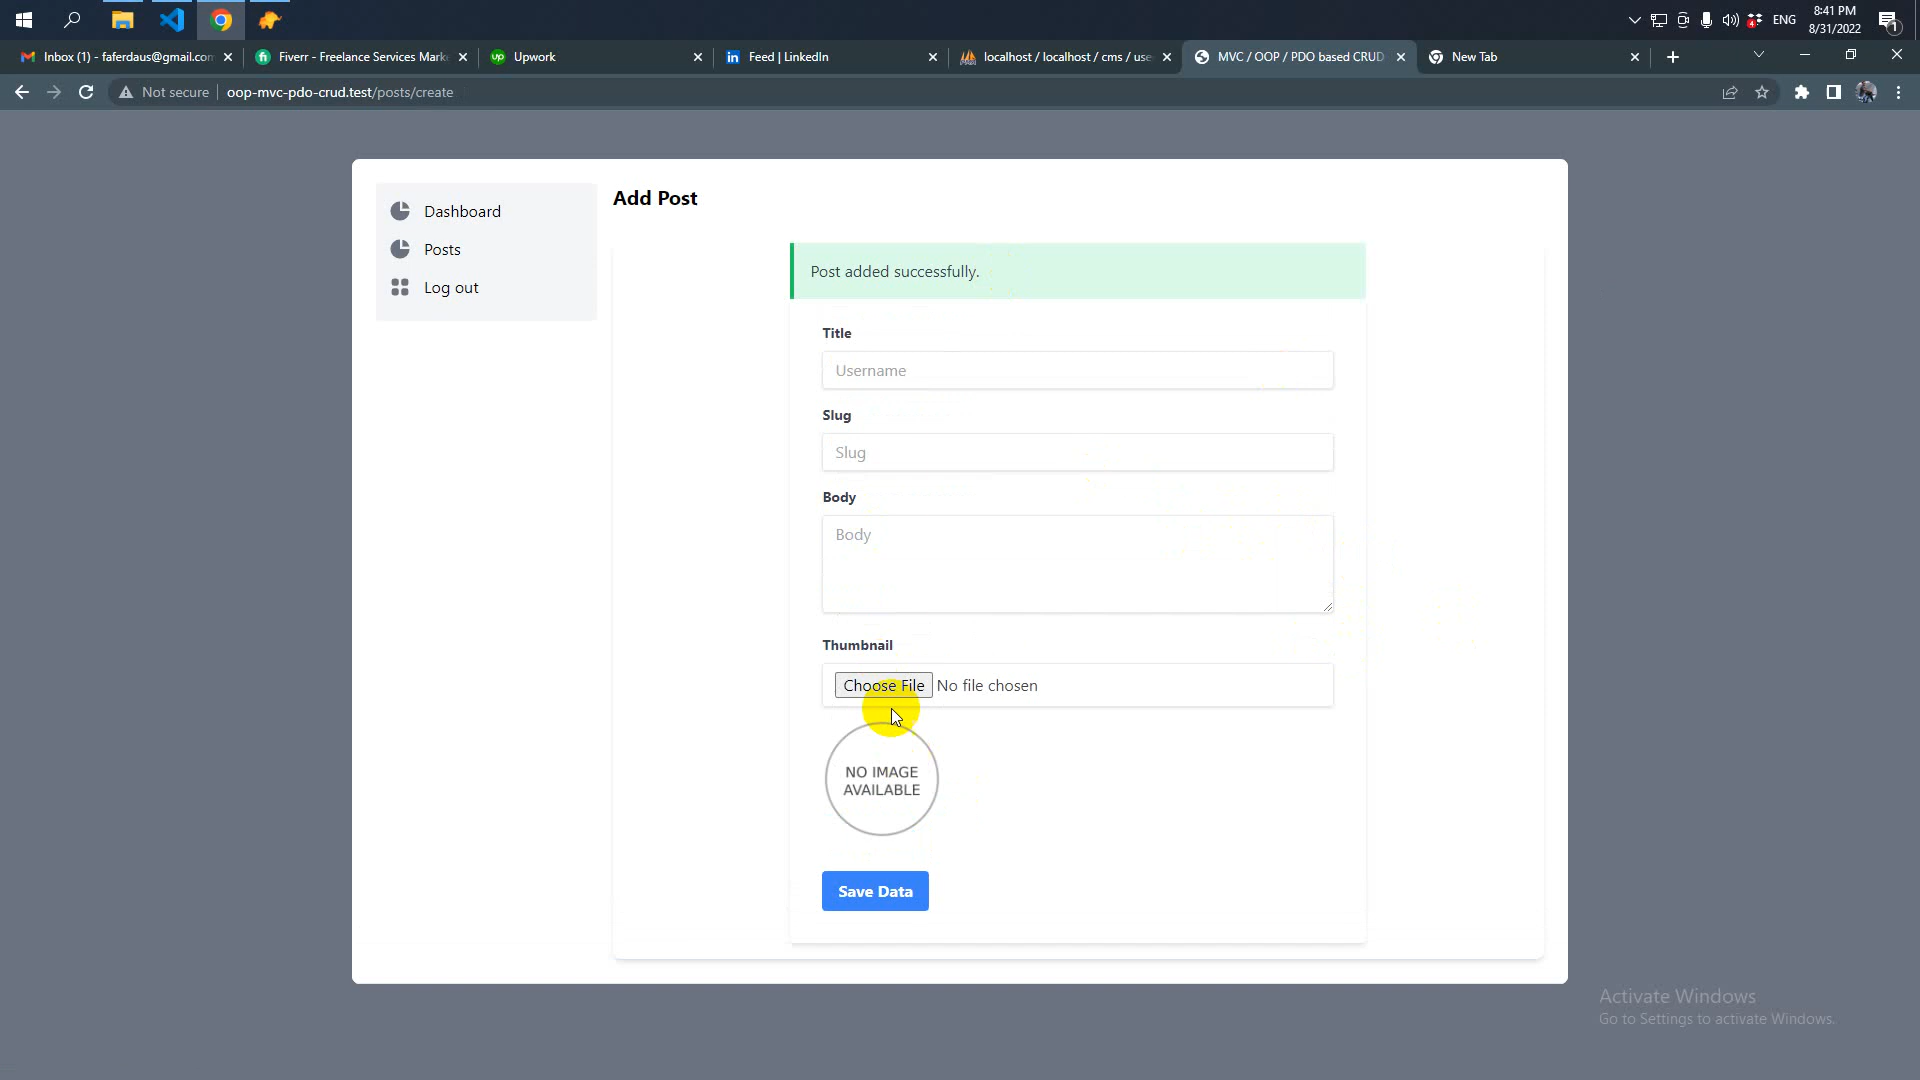 ENG
8:41 PM
8/31/2022
Inbox (1) - faferdaus@gmail.com
Fiverr - Freelance Services Marke
Upwork
Feed | LinkedIn
localhost / localhost / cms / use
MVC / OOP / PDO based CRUD
New Tab
Not secure
oop-mvc-pdo-crud.test/posts/create
Dashboard
Posts
Log out
Add Post
Post added successfully.
Title
Username
Slug
Slug
Body
Body
Thumbnail
Choose File No file chosen
NO IMAGE
AVAILABLE
Save Data
Activate Windows
Go to Settings to activate Windows.